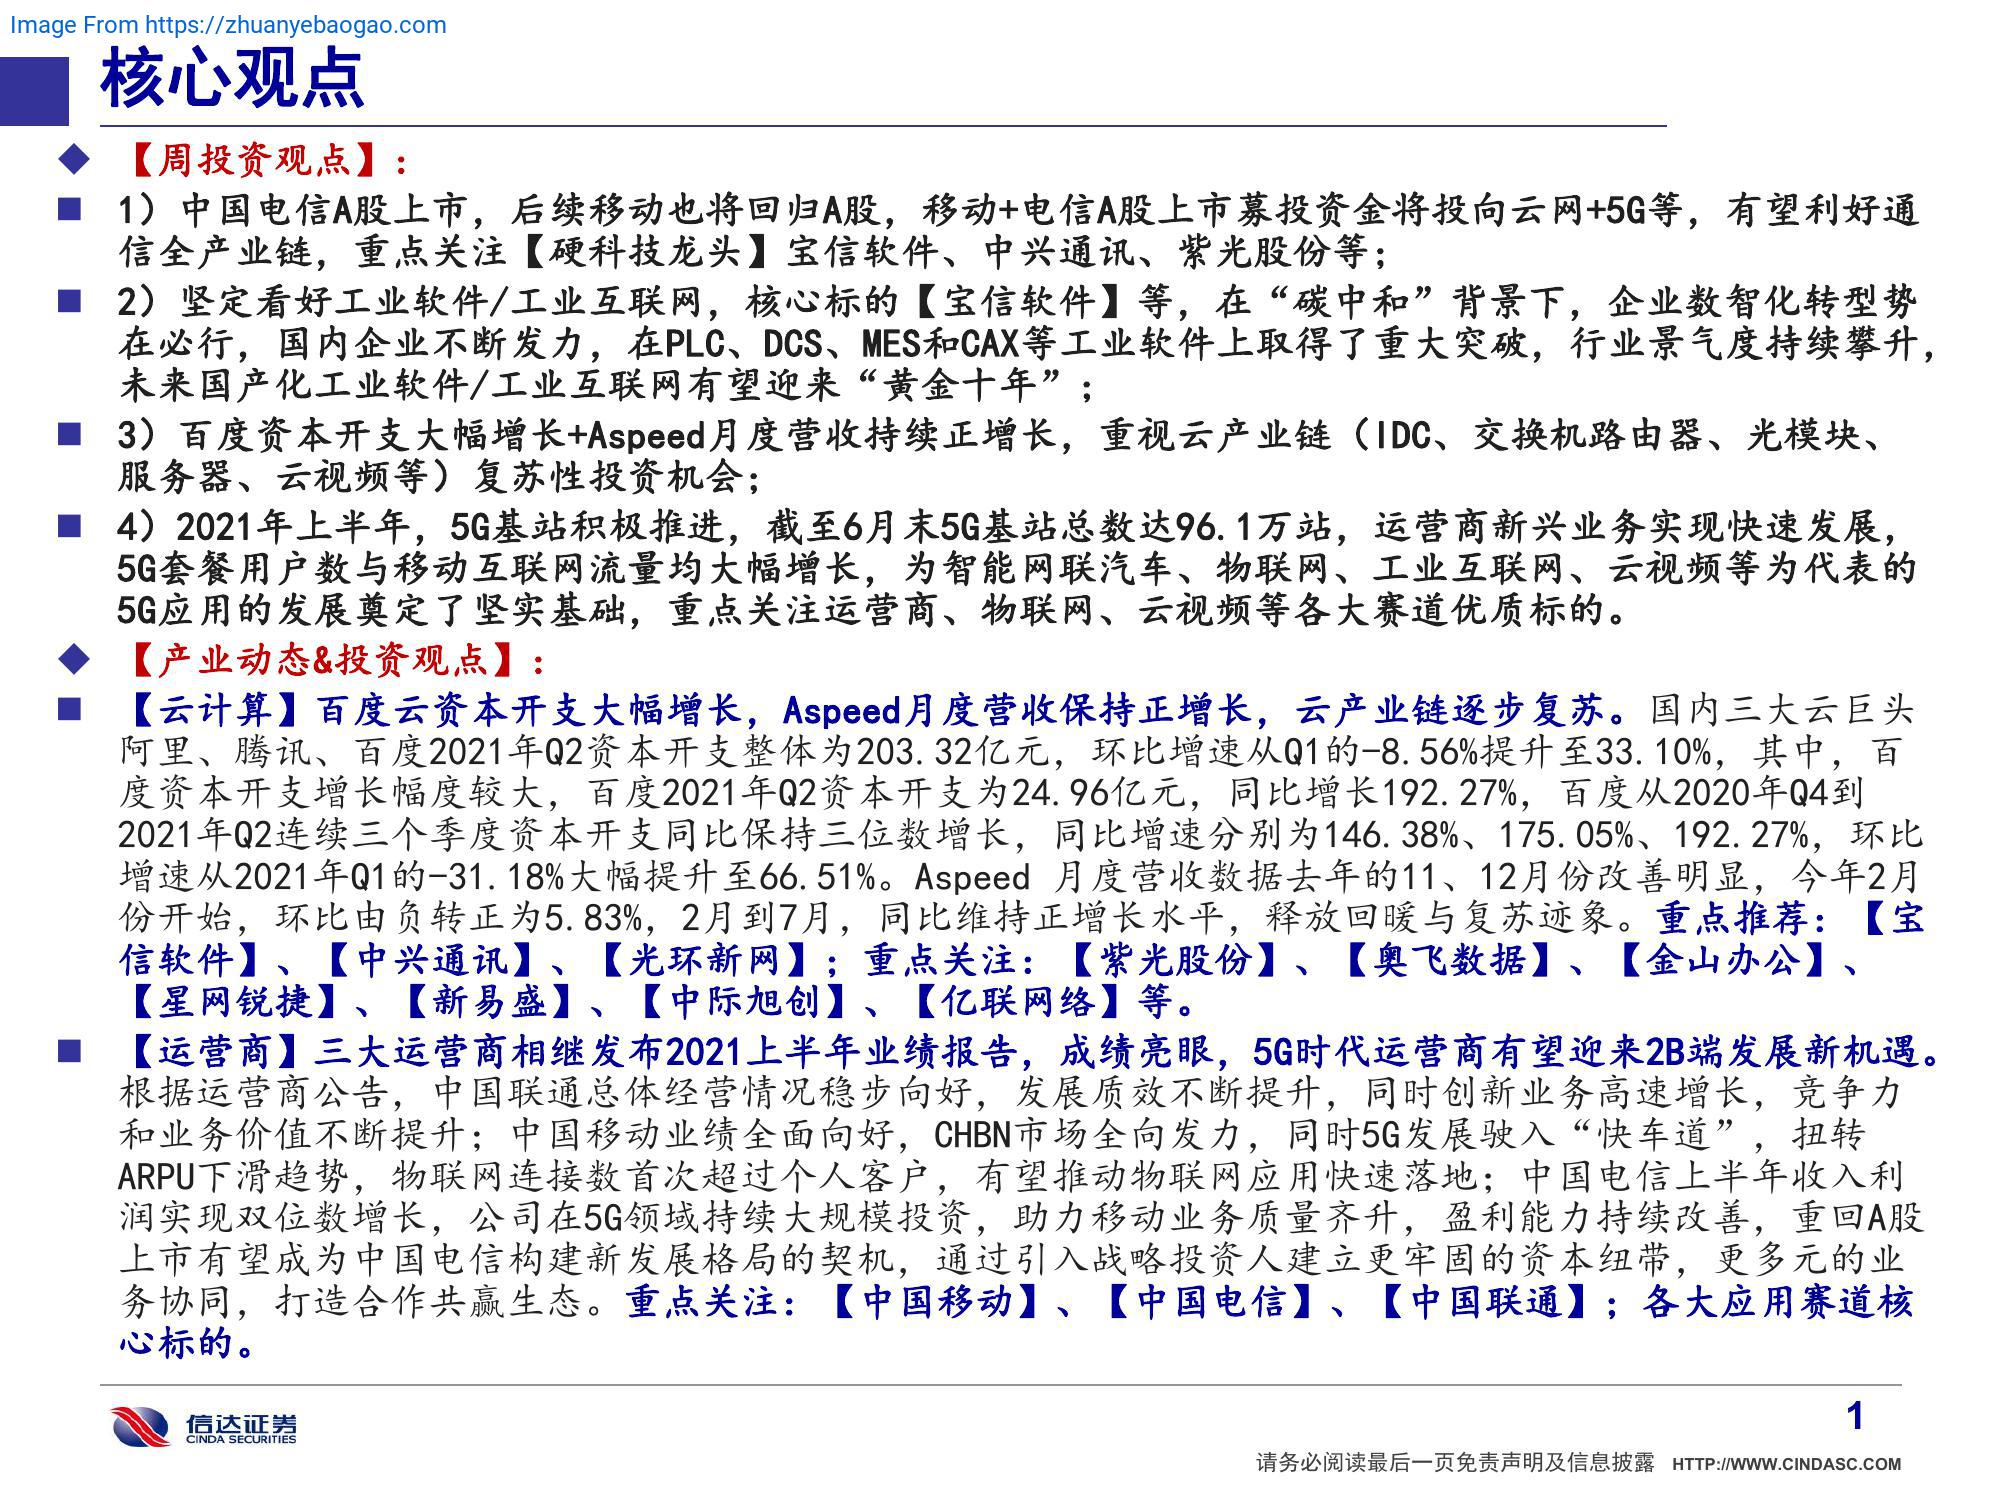 Image From https://zhuanyebaogao.com
核心观点
【周投资观点】：
1）中国电信A股上市，后续移动也将回归A股，移动+电信A股上市募投资金将投向云网+5G等，有望利好通
信全产业链，重点关注【硬科技龙头】宝信软件、中兴通讯、紫光股份等；
2）坚定看好工业软件/工业互联网，核心标的【宝信软件】等，在“碳中和”背景下，企业数智化转型势
在必行，国内企业不断发力，在PLC、DCS、MES和CAX等工业软件上取得了重大突破，行业景气度持续攀升，
未来国产化工业软件/工业互联网有望迎来“黄金十年”；
3）百度资本开支大幅增长+Aspeed月度营收持续正增长，重视云产业链（IDC、交换机路由器、光模块、
服务器、云视频等）复苏性投资机会；
4）2021年上半年，5G基站积极推进，截至6月末5G基站总数达96.1万站，运营商新兴业务实现快速发展，
5G套餐用户数与移动互联网流量均大幅增长，为智能网联汽车、物联网、工业互联网、云视频等为代表的
5G应用的发展奠定了坚实基础，重点关注运营商、物联网、云视频等各大赛道优质标的。
【产业动态&投资观点】：
【云计算】百度云资本开支大幅增长，Aspeed月度营收保持正增长，云产业链逐步复苏。国内三大云巨头
阿里、腾讯、百度2021年Q2资本开支整体为203.32亿元，环比增速从Q1的-8.56%提升至33.10%，其中，百
度资本开支增长幅度较大，百度2021年Q2资本开支为24.96亿元，同比增长192.27%，百度从2020年Q4到
2021年Q2连续三个季度资本开支同比保持三位数增长，同比增速分别为146.38%、175.05%、192.27%，环比
增速从2021年Q1的-31.18%大幅提升至66.51%。Aspeed 月度营收数据去年的11、12月份改善明显，今年2月
份开始，环比由负转正为5.83%，2月到7月，同比维持正增长水平，释放回暖与复苏迹象。重点推荐：【宝
信软件】、【中兴通讯】、【光环新网】；重点关注：【紫光股份】、【奥飞数据】、【金山办公】、
【星网锐捷】、【新易盛】、【中际旭创】、【亿联网络】等。
【运营商】三大运营商相继发布2021上半年业绩报告，成绩亮眼，5G时代运营商有望迎来2B端发展新机遇。
根据运营商公告，中国联通总体经营情况稳步向好，发展质效不断提升，同时创新业务高速增长，竞争力
和业务价值不断提升；中国移动业绩全面向好，CHBN市场全向发力，同时5G发展驶入“快车道”，扭转
ARPU下滑趋势，物联网连接数首次超过个人客户，有望推动物联网应用快速落地；中国电信上半年收入利
润实现双位数增长，公司在5G领域持续大规模投资，助力移动业务质量齐升，盈利能力持续改善，重回A股
上市有望成为中国电信构建新发展格局的契机，通过引入战略投资人建立更牢固的资本纽带，更多元的业
务协同，打造合作共赢生态。重点关注：【中国移动】、【中国电信】、【中国联通】；各大应用赛道核
心标的。
信达证券
CINDA SECURITIES
1
请务必阅读最后一页免责声明及信息披露 HTTP://WWW.CINDASC.COM